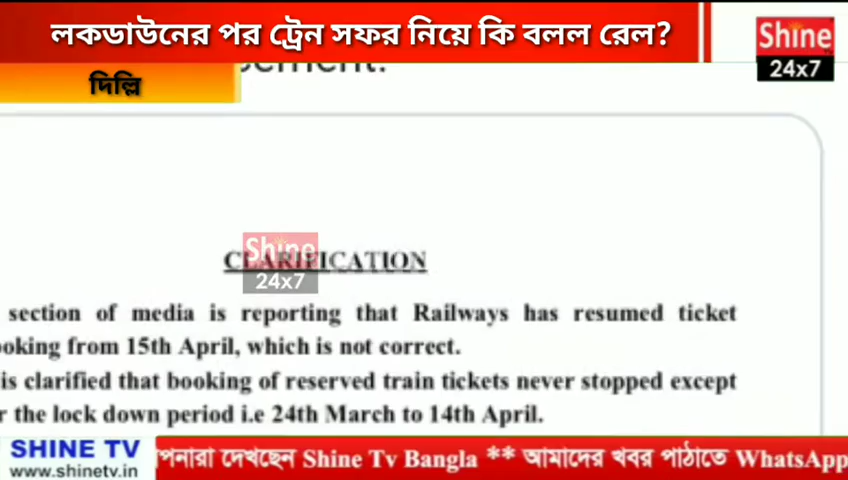 লকডাউনের পর ট্রেন সফর নিয়ে কি বলল রেল?
Shine
24x7
দিল্লি
CLARIFICATION
Shine
24x7
section of media is reporting that Railways has resumed ticket
ooking from 15th April, which is not correct.
is clarified that booking of reserved train tickets never stopped except
r the lock down period i.e 24th March to 14th April.
SHINE TV
www.shinetv.in
পনারা দেখছেন Shine Tv Bangla ** আমাদের খবর পাঠাতে WhatsApp